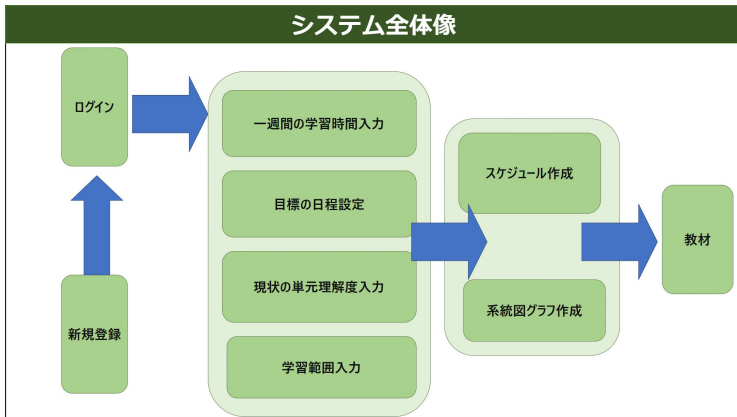 システム全体像
ログイン
新規登録
一週間の学習時間入力
目標の日程設定
現状の単元理解度入力
学習範囲入力
スケジュール作成
系統図グラフ作成
教材